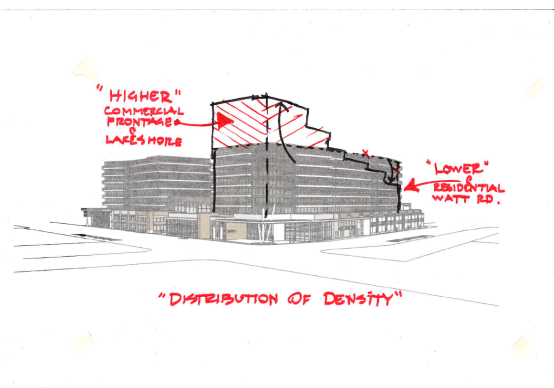 "HIGHER"
COMMERCIAL
FRONTAGE
&
LAKESHORE
"LOWER"
&
RESIDENTIAL
WATT RD.
"DISTRIBUTION OF DENSITY"